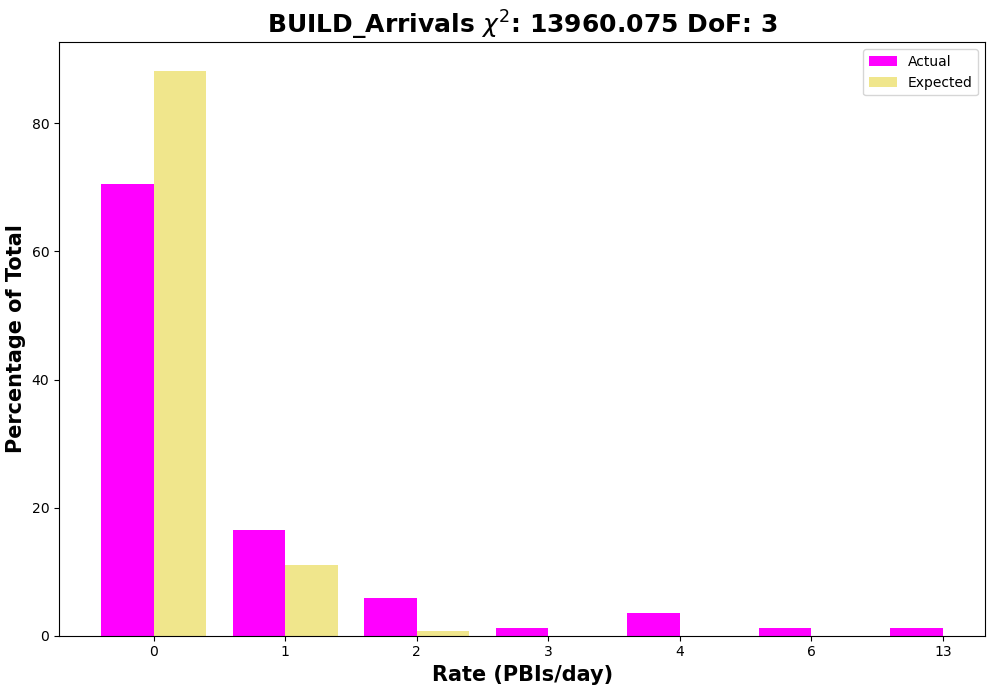 BUILD_Arrivals χ²: 13960.075 DoF: 3
Actual
Expected
Percentage of Total
80
60
40
20
0
0 1 2 3 4 6 13
Rate (PBIs/day)